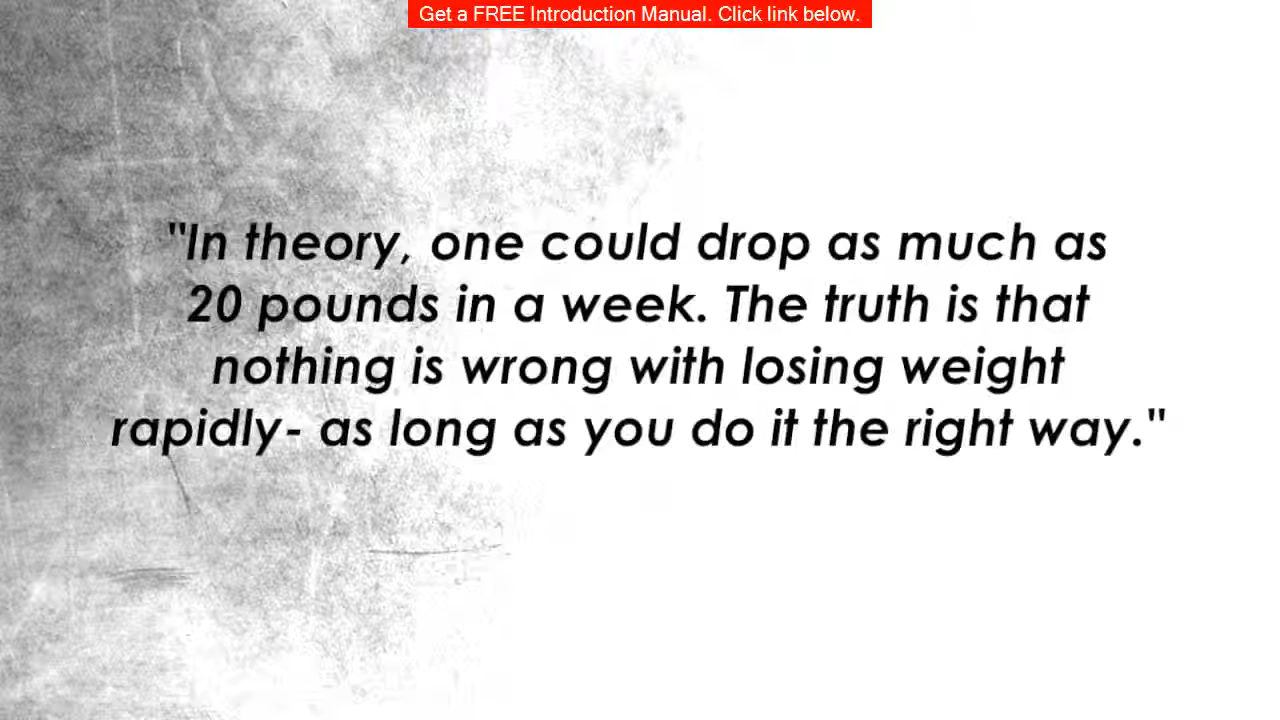 Get a FREE Introduction Manual. Click link below.
"In theory, one could drop as much as
20 pounds in a week. The truth is that
nothing is wrong with losing weight
rapidly- as long as you do it the right way."